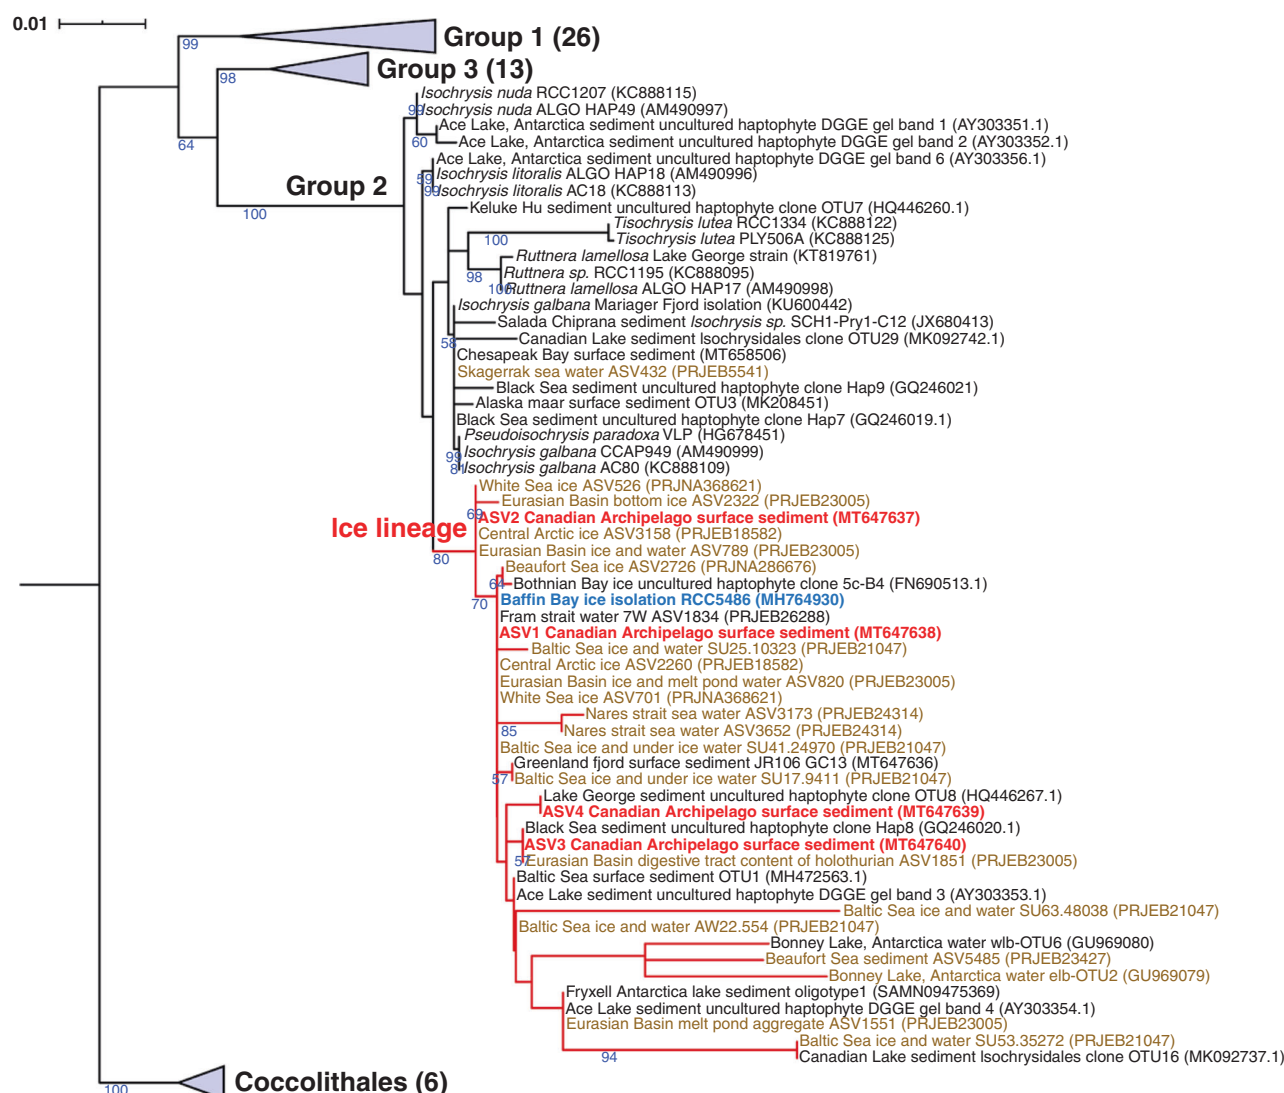 0.01
99
Group 1 (26)
98
Group 3 (13)
64
Isochrysis nuda RCC1207 (KC888115)
99
Isochrysis nuda ALGO HAP49 (AM490997)
Ace Lake, Antarctica sediment uncultured haptophyte DGGE gel band 1 (AY303351.1)
60
Ace Lake, Antarctica sediment uncultured haptophyte DGGE gel band 2 (AY303352.1)
Ace Lake, Antarctica sediment uncultured haptophyte DGGE gel band 6 (AY303356.1)
59
Isochrysis litoralis ALGO HAP18 (AM490996)
Group 2
99
Isochrysis litoralis AC18 (KC888113)
100
Keluke Hu sediment uncultured haptophyte clone OTU7 (HQ446260.1)
Tisochrysis lutea RCC1334 (KC888122)
100
Tisochrysis lutea PLY506A (KC888125)
Ruttnera lamellosa Lake George strain (KT819761)
98
Ruttnera sp. RCC1195 (KC888095)
100
Ruttnera lamellosa ALGO HAP17 (AM490998)
Isochrysis galbana Mariager Fjord isolation (KU600442)
Salada Chiprana sediment Isochrysis sp. SCH1-Pry1-C12 (JX680413)
58
Canadian Lake sediment Isochrysidales clone OTU29 (MK092742.1)
Chesapeak Bay surface sediment (MT658506)
Skagerrak sea water ASV432 (PRJEB5541)
Black Sea sediment uncultured haptophyte clone Hap9 (GQ246021)
Alaska maar surface sediment OTU3 (MK208451)
Black Sea sediment uncultured haptophyte clone Hap7 (GQ246019.1)
Pseudoisochrysis paradoxa VLP (HG678451)
99
Isochrysis galbana CCAP949 (AM490999)
81
Isochrysis galbana AC80 (KC888109)
White Sea ice ASV526 (PRJNA368621)
Eurasian Basin bottom ice ASV2322 (PRJEB23005)
69
ASV2 Canadian Archipelago surface sediment (MT647637)
Ice lineage
Central Arctic ice ASV3158 (PRJEB18582)
80
Eurasian Basin ice and water ASV789 (PRJEB23005)
Beaufort Sea ice ASV2726 (PRJNA286676)
64
Bothnian Bay ice uncultured haptophyte clone 5c-B4 (FN690513.1)
70
Baffin Bay ice isolation RCC5486 (MH764930)
Fram strait water 7W ASV1834 (PRJEB26288)
ASV1 Canadian Archipelago surface sediment (MT647638)
Baltic Sea ice and water SU25.10323 (PRJEB21047)
Central Arctic ice ASV2260 (PRJEB18582)
Eurasian Basin ice and melt pond water ASV820 (PRJEB23005)
White Sea ice ASV701 (PRJNA368621)
Nares strait sea water ASV3173 (PRJEB24314)
85
Nares strait sea water ASV3652 (PRJEB24314)
Baltic Sea ice and under ice water SU41.24970 (PRJEB21047)
Greenland fjord surface sediment JR106 GC13 (MT647636)
57
Baltic Sea ice and under ice water SU17.9411 (PRJEB21047)
Lake George sediment uncultured haptophyte clone OTU8 (HQ446267.1)
ASV4 Canadian Archipelago surface sediment (MT647639)
Black Sea sediment uncultured haptophyte clone Hap8 (GQ246020.1)
ASV3 Canadian Archipelago surface sediment (MT647640)
57
Eurasian Basin digestive tract content of holothurian ASV1851 (PRJEB23005)
Baltic Sea surface sediment OTU1 (MH472563.1)
Ace Lake sediment uncultured haptophyte DGGE gel band 3 (AY303353.1)
Baltic Sea ice and water SU63.48038 (PRJEB21047)
Baltic Sea ice and water AW22.554 (PRJEB21047)
Bonney Lake, Antarctica water wlb-OTU6 (GU969080)
Beaufort Sea sediment ASV5485 (PRJEB23427)
Bonney Lake, Antarctica water elb-OTU2 (GU969079)
Fryxell Antarctica lake sediment oligotype1 (SAMN09475369)
Ace Lake sediment uncultured haptophyte DGGE gel band 4 (AY303354.1)
Eurasian Basin melt pond aggregate ASV1551 (PRJEB23005)
Baltic Sea ice and water SU53.35272 (PRJEB21047)
94
Canadian Lake sediment Isochrysidales clone OTU16 (MK092737.1)
100
Coccolithales (6)